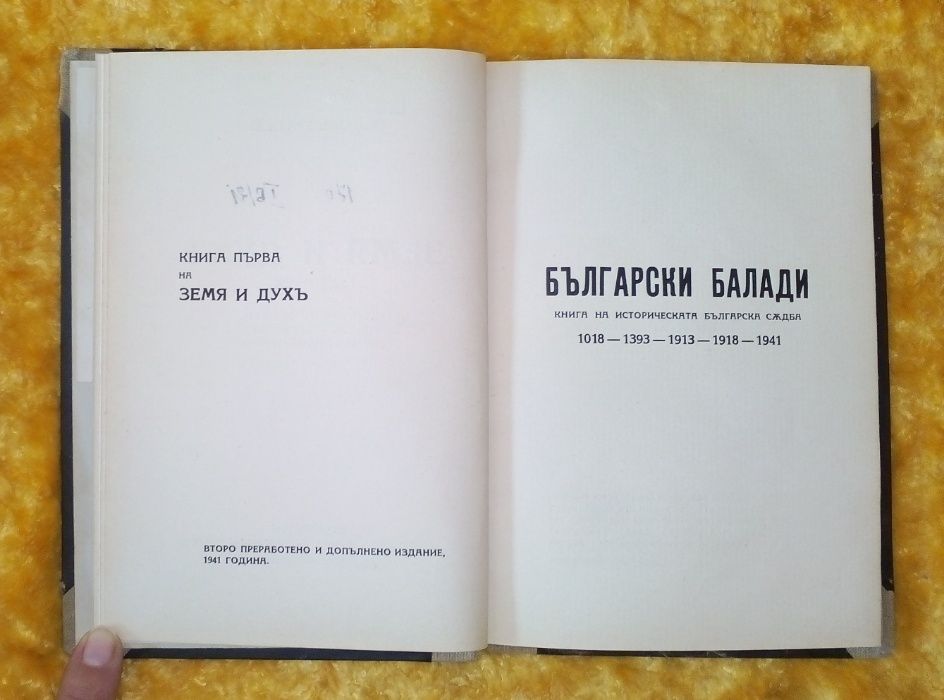 КНИГА ПЪРВА
НА
ЗЕМЯ И ДУХЪ
ВТОРО ПРЕРАБОТЕНО И ДОПЪЛНЕНО ИЗДАНИЕ,
1941 ГОДИНА.
БЪЛГАРСКИ БАЛАДИ
КНИГА НА ИСТОРИЧЕСКАТА БЪЛГАРСКА СѪДБА
1018 — 1393 — 1913 — 1918 — 1941